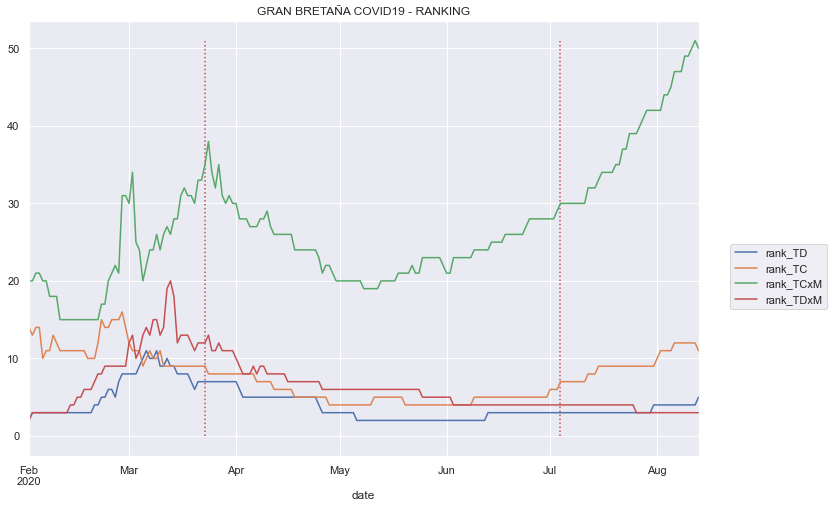 GRAN BRETAÑA COVID19 - RANKING
50
40
30
20
10
0
Feb
2020
Mar
Apr
May
Jun
Jul
Aug
date
rank_TD
rank_TC
rank_TCxM
rank_TDxM